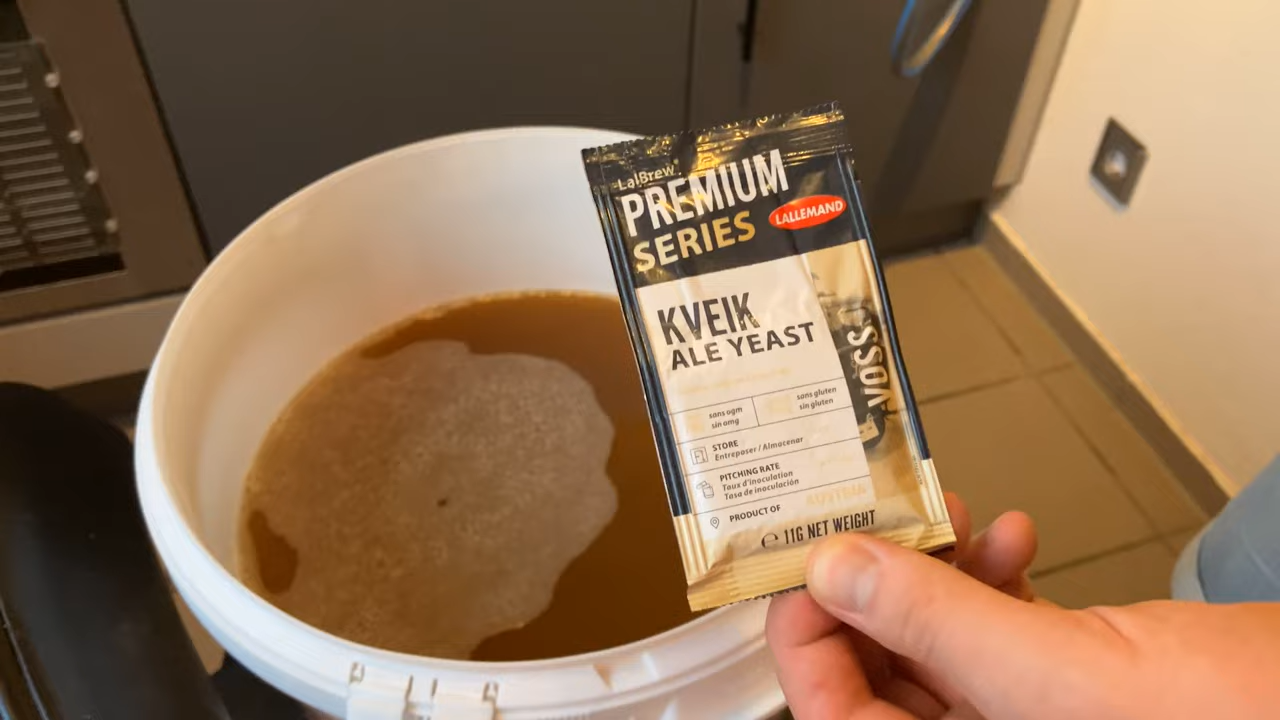 LalBrew
PREMIUM
SERIES
LALLEMAND
KVEIK
ALE YEAST
VOSS
sans ogm
sin omg
sans gluten
sin gluten
STORE
Entreposer / Almacenar
PITCHING RATE
Taux d'inoculation
Tasa de inoculación
PRODUCT OF
AUSTRIA
℮ 11G NET WEIGHT